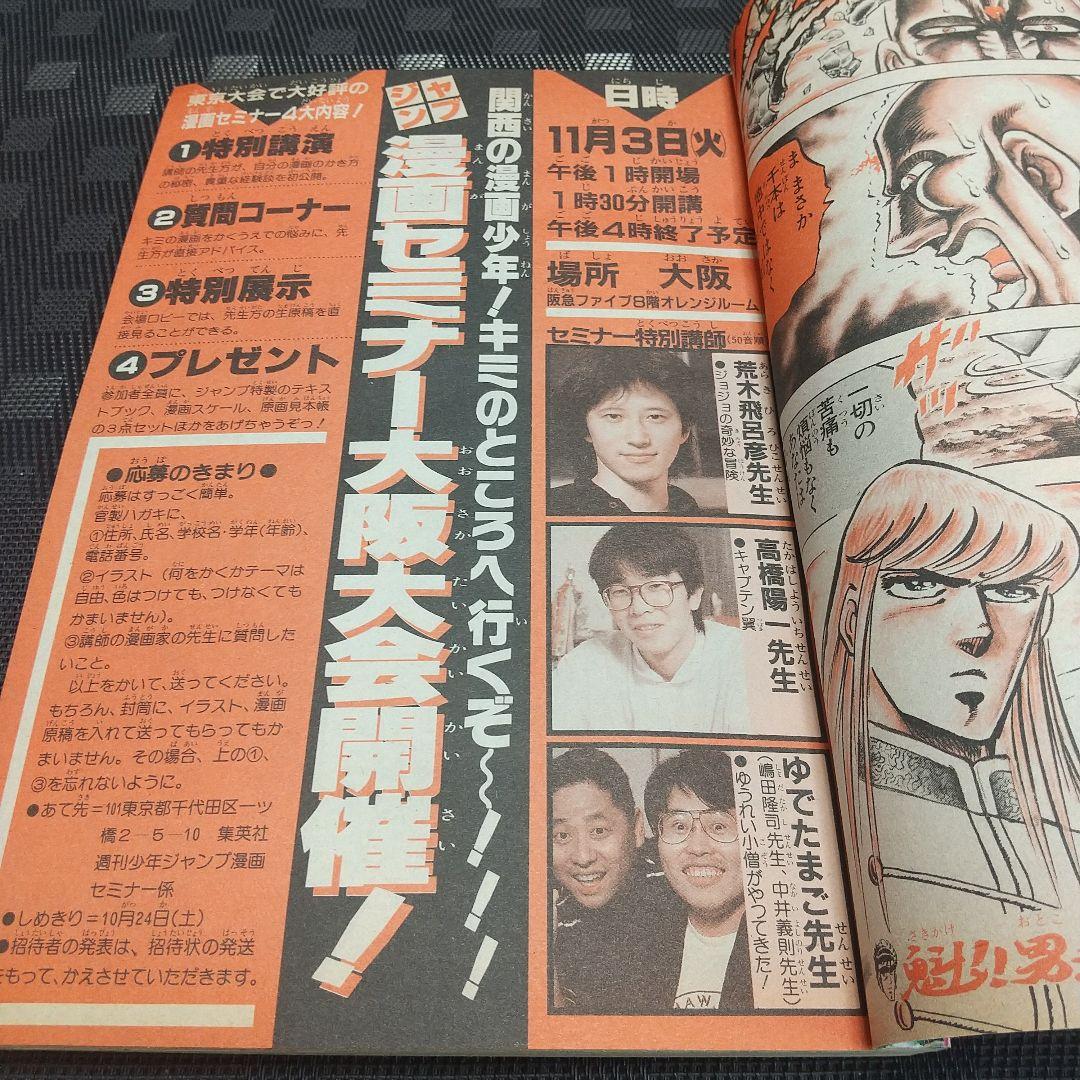 ま まさか
千本は
切の
苦痛も
煩悩もなく
ザッ
魁!!男
日時
11月3日(火)
午後1時開場
1時30分開講
午後4時終了予定
場所 大阪
阪急ファイブ8階オレンジルーム
セミナー特別講師(50音順
荒木飛呂彦先生
●ジョジョの奇妙な冒険
高橋陽一先生
●キャプテン翼
ゆでたまご先生
(嶋田隆司先生、中井義則先生)
●ゆうれい小僧がやってきた!
関西の漫画少年!キミのところへ行くぞ〜!!!
ジャンプ
漫画セミナー大阪大会開催!
東京大会で大好評の
漫画セミナー4大内容!
1特別講演
講師の先生方が、自分の漫画のかき方
の秘密、貴重な経験談を初公開。
2質問コーナー
キミの漫画をかくうえでの悩みに、先
生方が直接アドバイス。
3特別展示
会場ロビーでは、先生方の生原稿を直
接見ることができる。
4プレゼント
参加者全員に、ジャンプ特製のテキス
トブック、漫画スケール、原画見本帳
の3点セットほかをあげちゃうぞっ!
●応募のきまり●
応募はすっごく簡単。
官製ハガキに、
①住所、氏名、学校名・学年(年齢)、
電話番号。
②イラスト(何をかくかテーマは
自由、色はつけても、つけなくても
かまいません)。
③講師の漫画家の先生に質問した
いこと。
以上をかいて、送ってください。
もちろん、封筒に、イラスト、漫画
原稿を入れて送ってもらってもか
まいません。その場合、上の①、
③を忘れないように。
●あて先=101東京都千代田区一ツ
橋2-5-10 集英社
週刊少年ジャンプ漫画
セミナー係
●しめきり=10月24日(土)
●招待者の発表は、招待状の発送
をもって、かえさせていただきます。